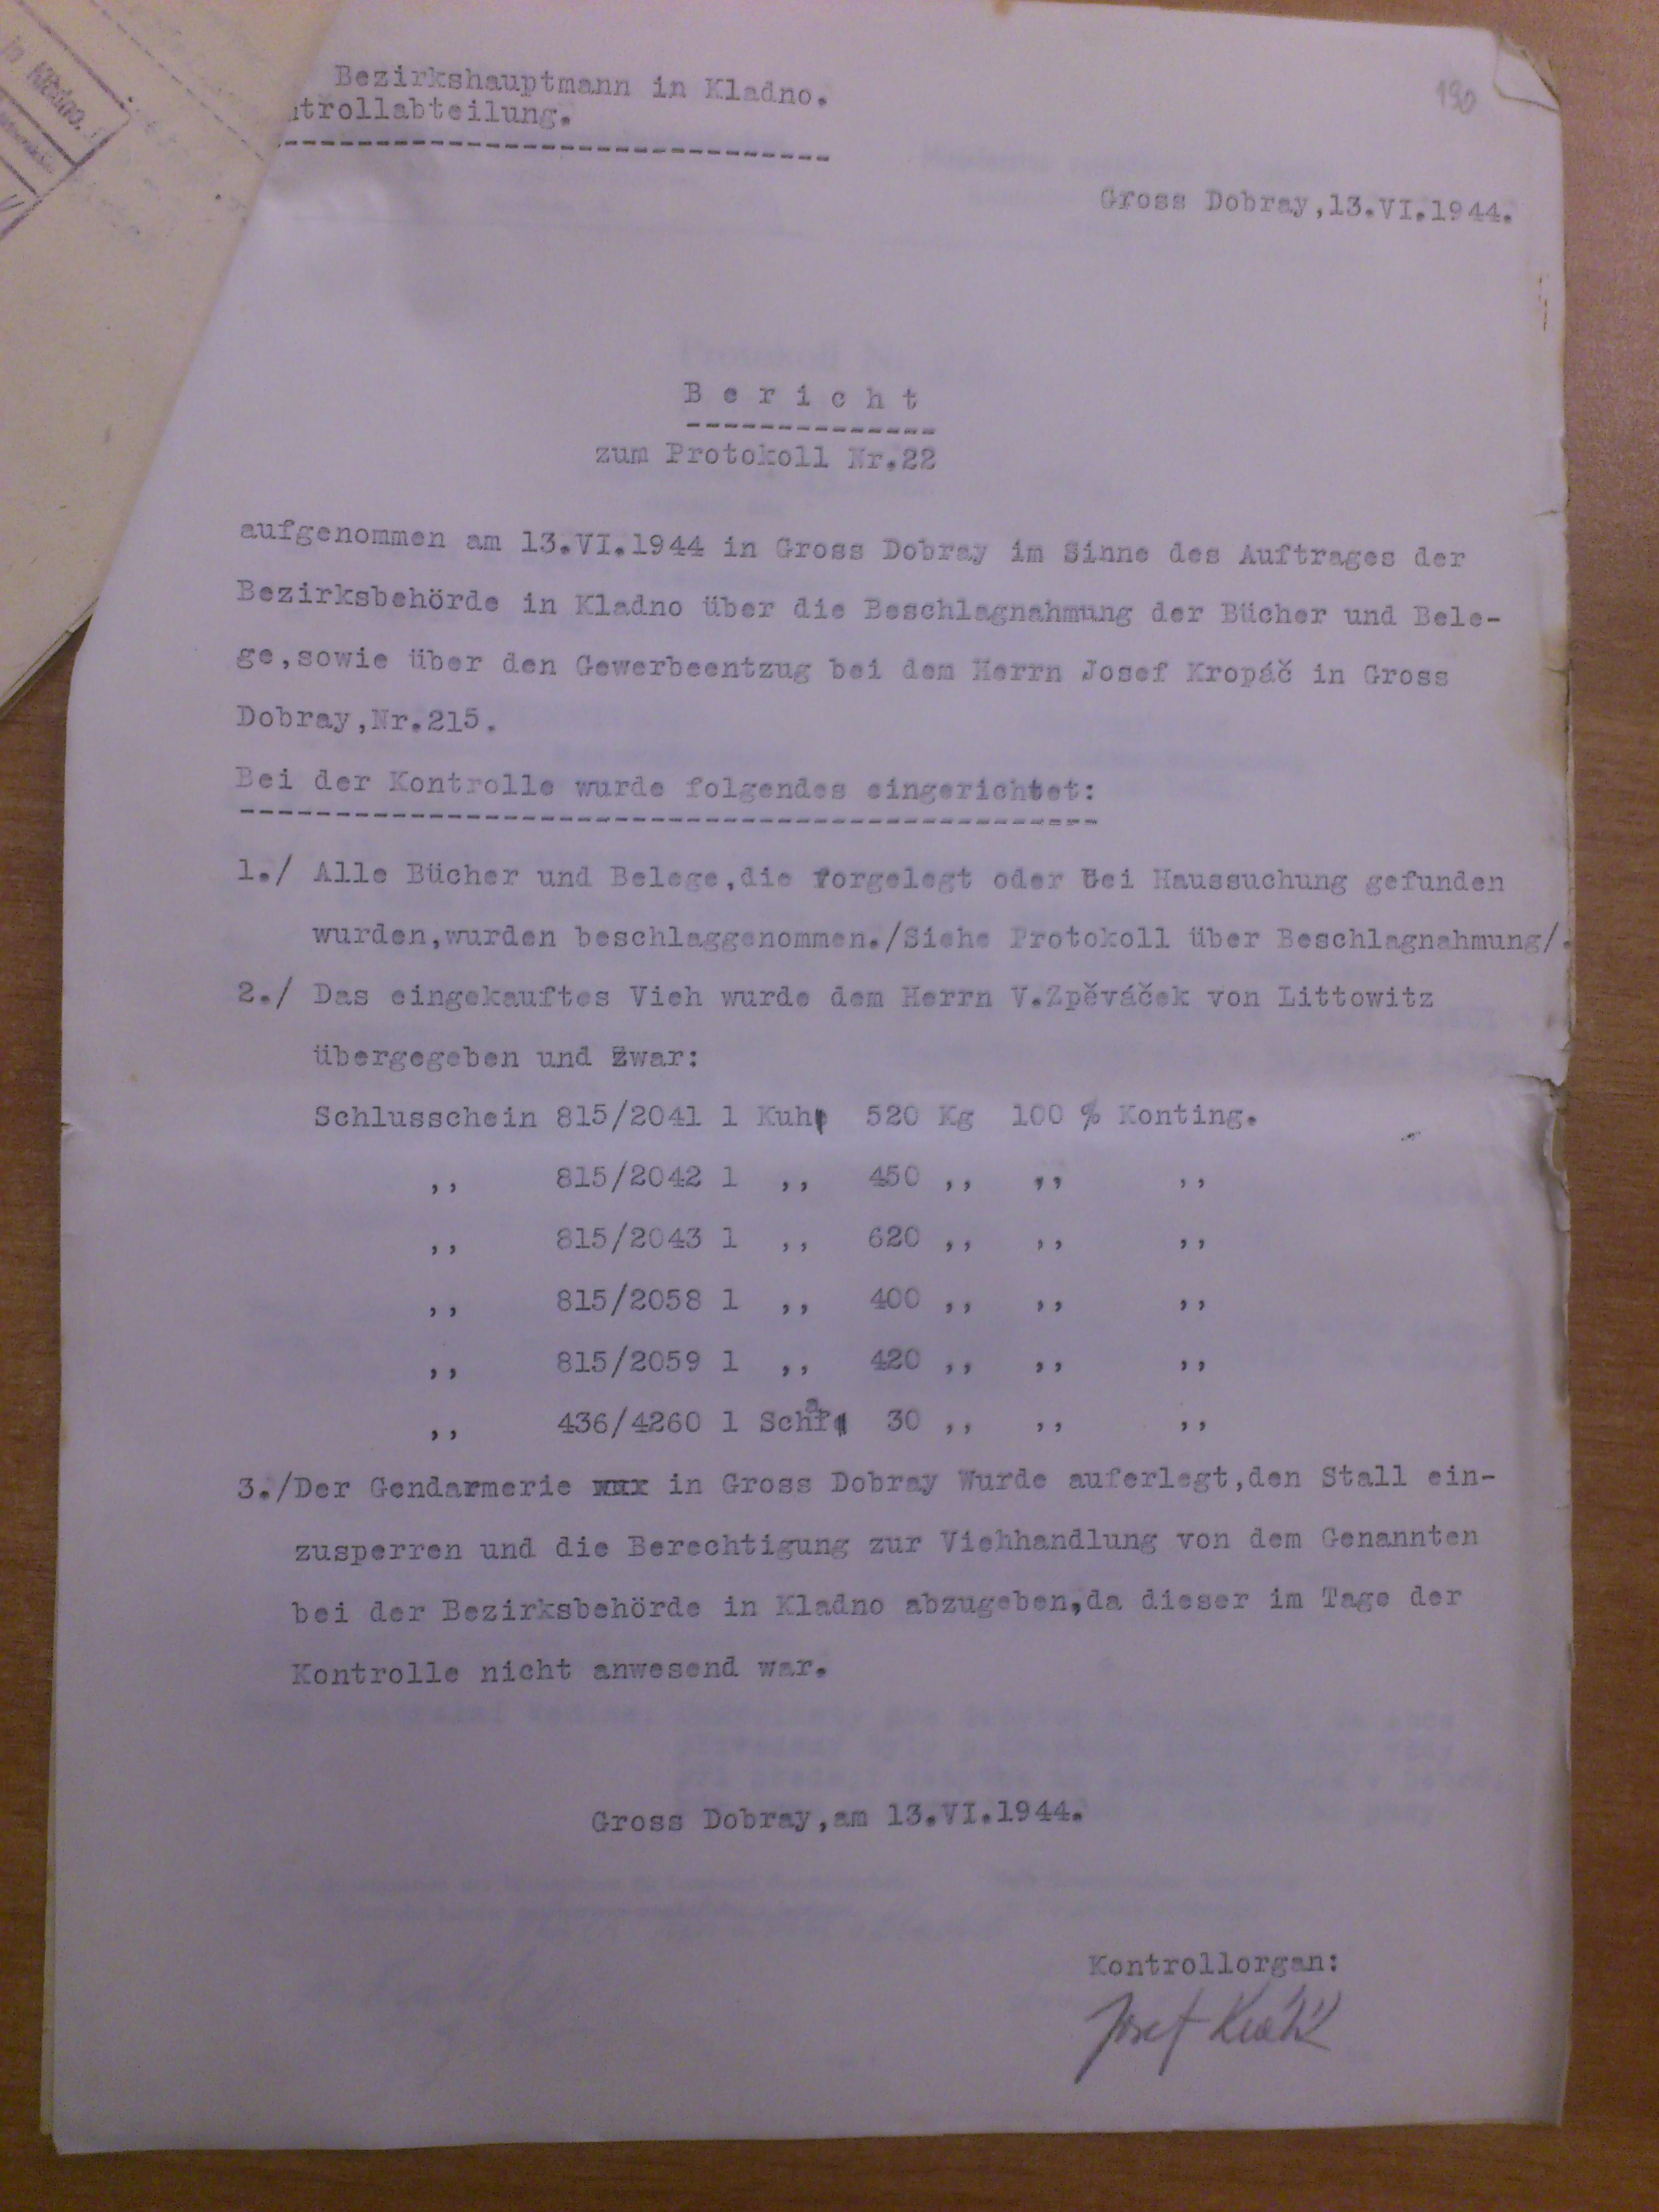 in Kladno.
Bezirkshauptmann in Kladno.
ntrollabteilung.
190
Gross Dobray,13.VI.1944.
B e r i c h t
zum Protokoll Nr.22
aufgenommen am 13.VI.1944 in Gross Dobray im Sinne des Auftrages der
Bezirksbehörde in Kladno über die Beschlagnahmung der Bücher und Bele-
ge,sowie über den Gewerbeentzug bei dem Herrn Josef Kropáč in Gross
Dobray,Nr.215.
Bei der Kontrolle wurde folgendes eingerichtet:
1./ Alle Bücher und Belege,die vorgelegt oder bei Haussuchung gefunden
wurden,wurden beschlaggenommen./Siehe Protokoll über Beschlagnahmung/.
2./ Das eingekauftes Vieh wurde dem Herrn V.Zpěváček von Littowitz
übergegeben und zwar:
Schlusschein 815/2041 1 Kuh 520 Kg 100 % Konting.
,, 815/2042 1 ,, 450 ,, ,, ,,
,, 815/2043 1 ,, 620 ,, ,, ,,
,, 815/2058 1 ,, 400 ,, ,, ,,
,, 815/2059 1 ,, 420 ,, ,, ,,
,, 436/4260 1 Schaf 30 ,, ,, ,,
3./Der Gendarmerie in Gross Dobray Wurde auferlegt,den Stall ein-
zusperren und die Berechtigung zur Viehhandlung von dem Genannten
bei der Bezirksbehörde in Kladno abzugeben,da dieser im Tage der
Kontrolle nicht anwesend war.
Gross Dobray,am 13.VI.1944.
Kontrollorgan:
Josef